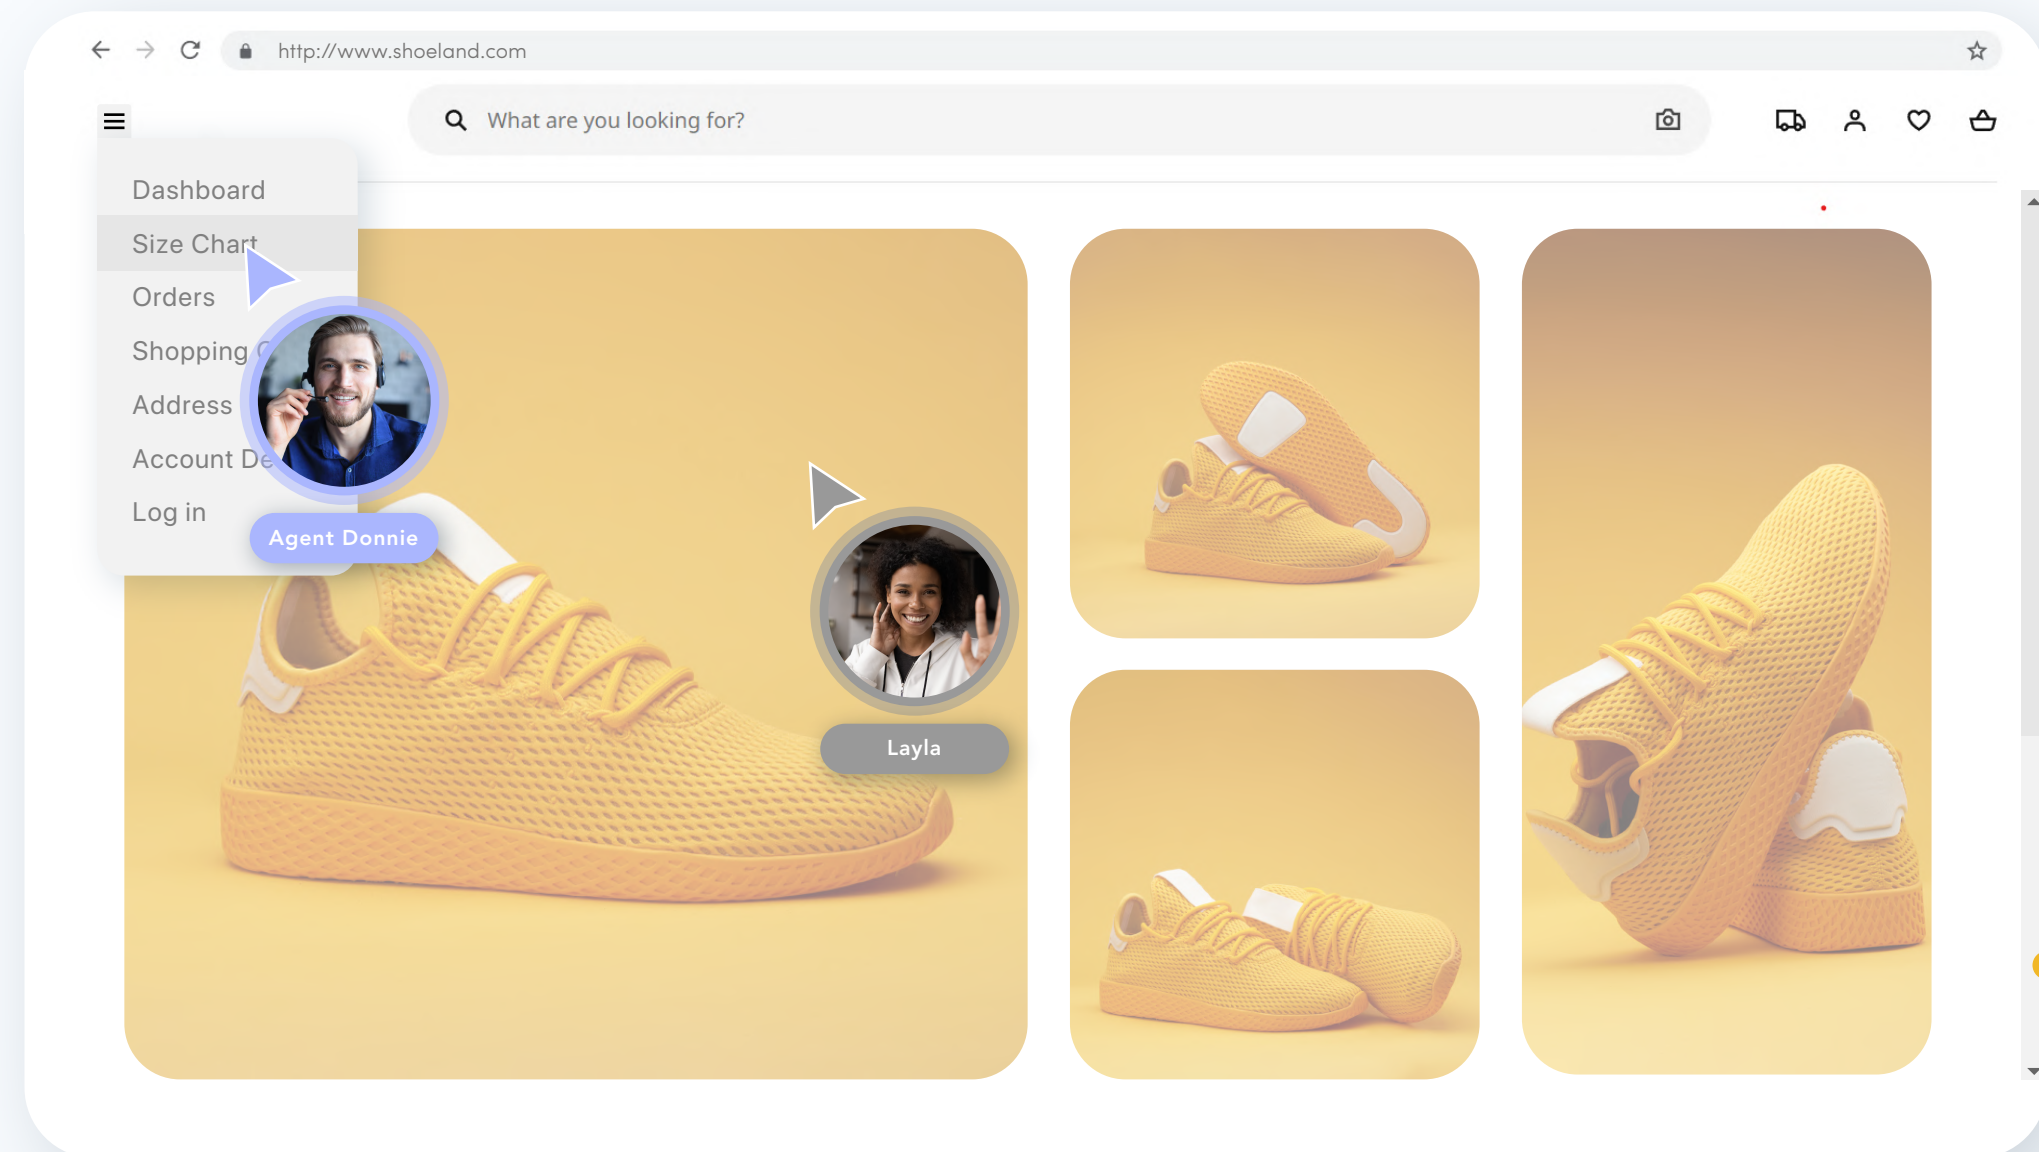 http://www.shoeland.com
What are you looking for?
Dashboard
Size Chart
Orders
Shopping
Address
Account De
Log in
Agent Donnie
Layla